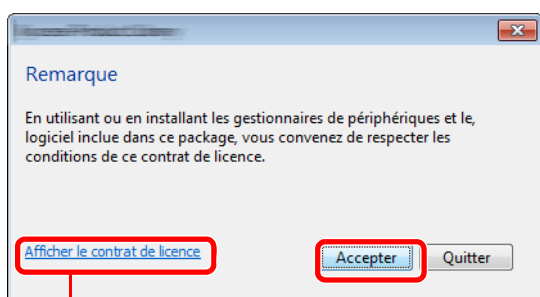 Remarque
En utilisant ou en installant les gestionnaires de périphériques et le,
logiciel inclue dans ce package, vous convenez de respecter les
conditions de ce contrat de licence.
Afficher le contrat de licence
Accepter
Quitter